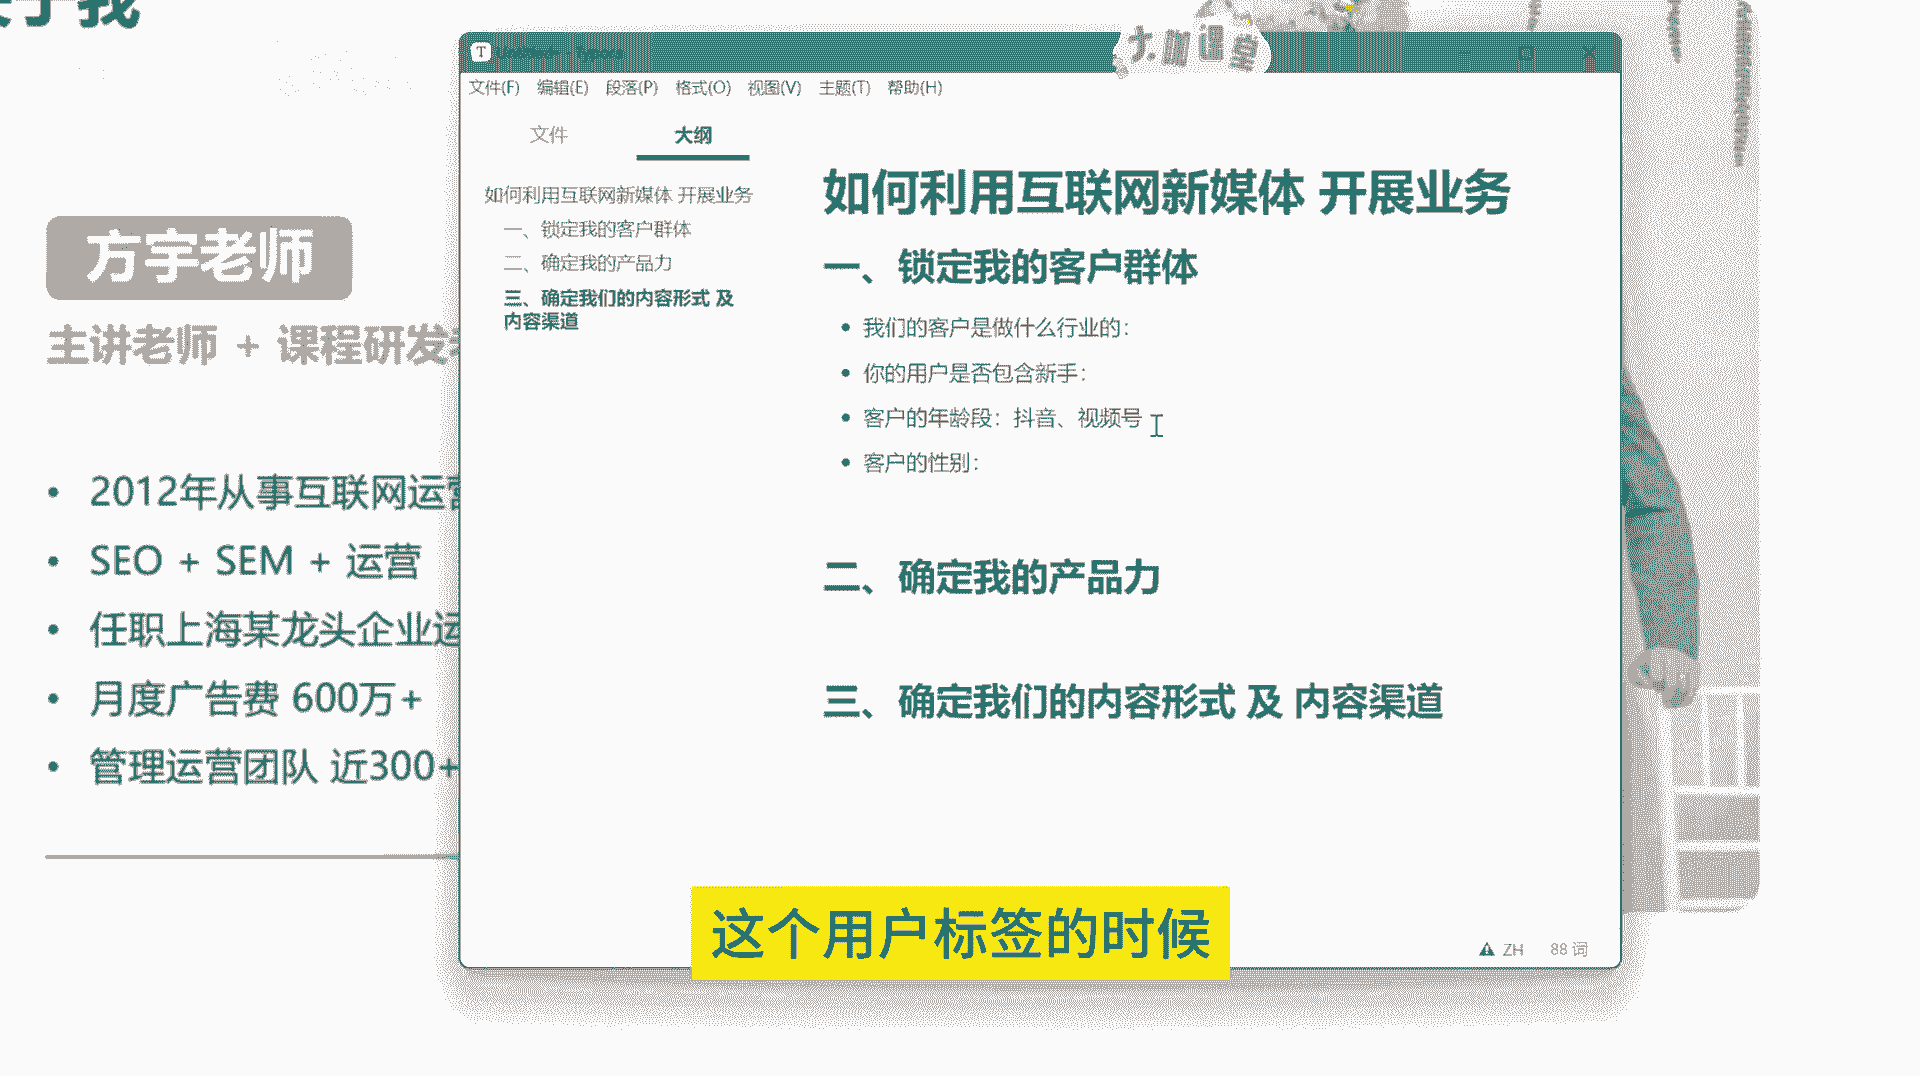 关于我
方宇老师
主讲老师 + 课程研发
2012年从事互联网运营
SEO + SEM + 运营
任职上海某龙头企业运
月度广告费 600万+
管理运营团队 近300+
大咖课堂
T
文件(F) 编辑(E) 段落(P) 格式(O) 视图(V) 主题(T) 帮助(H)
文件 大纲
如何利用互联网新媒体 开展业务
一、锁定我的客户群体
二、确定我的产品力
三、确定我们的内容形式 及
内容渠道
如何利用互联网新媒体 开展业务
一、锁定我的客户群体
我们的客户是做什么行业的：
你的用户是否包含新手：
客户的年龄段：抖音、视频号
客户的性别：
二、确定我的产品力
三、确定我们的内容形式 及 内容渠道
ZH 88 词
这个用户标签的时候